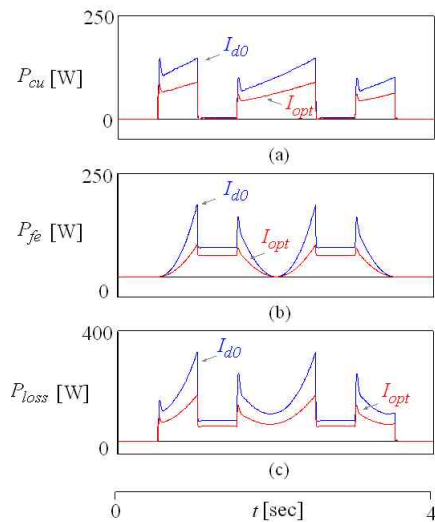 250
I_d0
P_cu [W]
I_opt
0
(a)
250
I_d0
P_fe [W]
I_opt
0
(b)
400
I_d0
P_loss [W]
I_opt
0
(c)
0 t [sec] 4